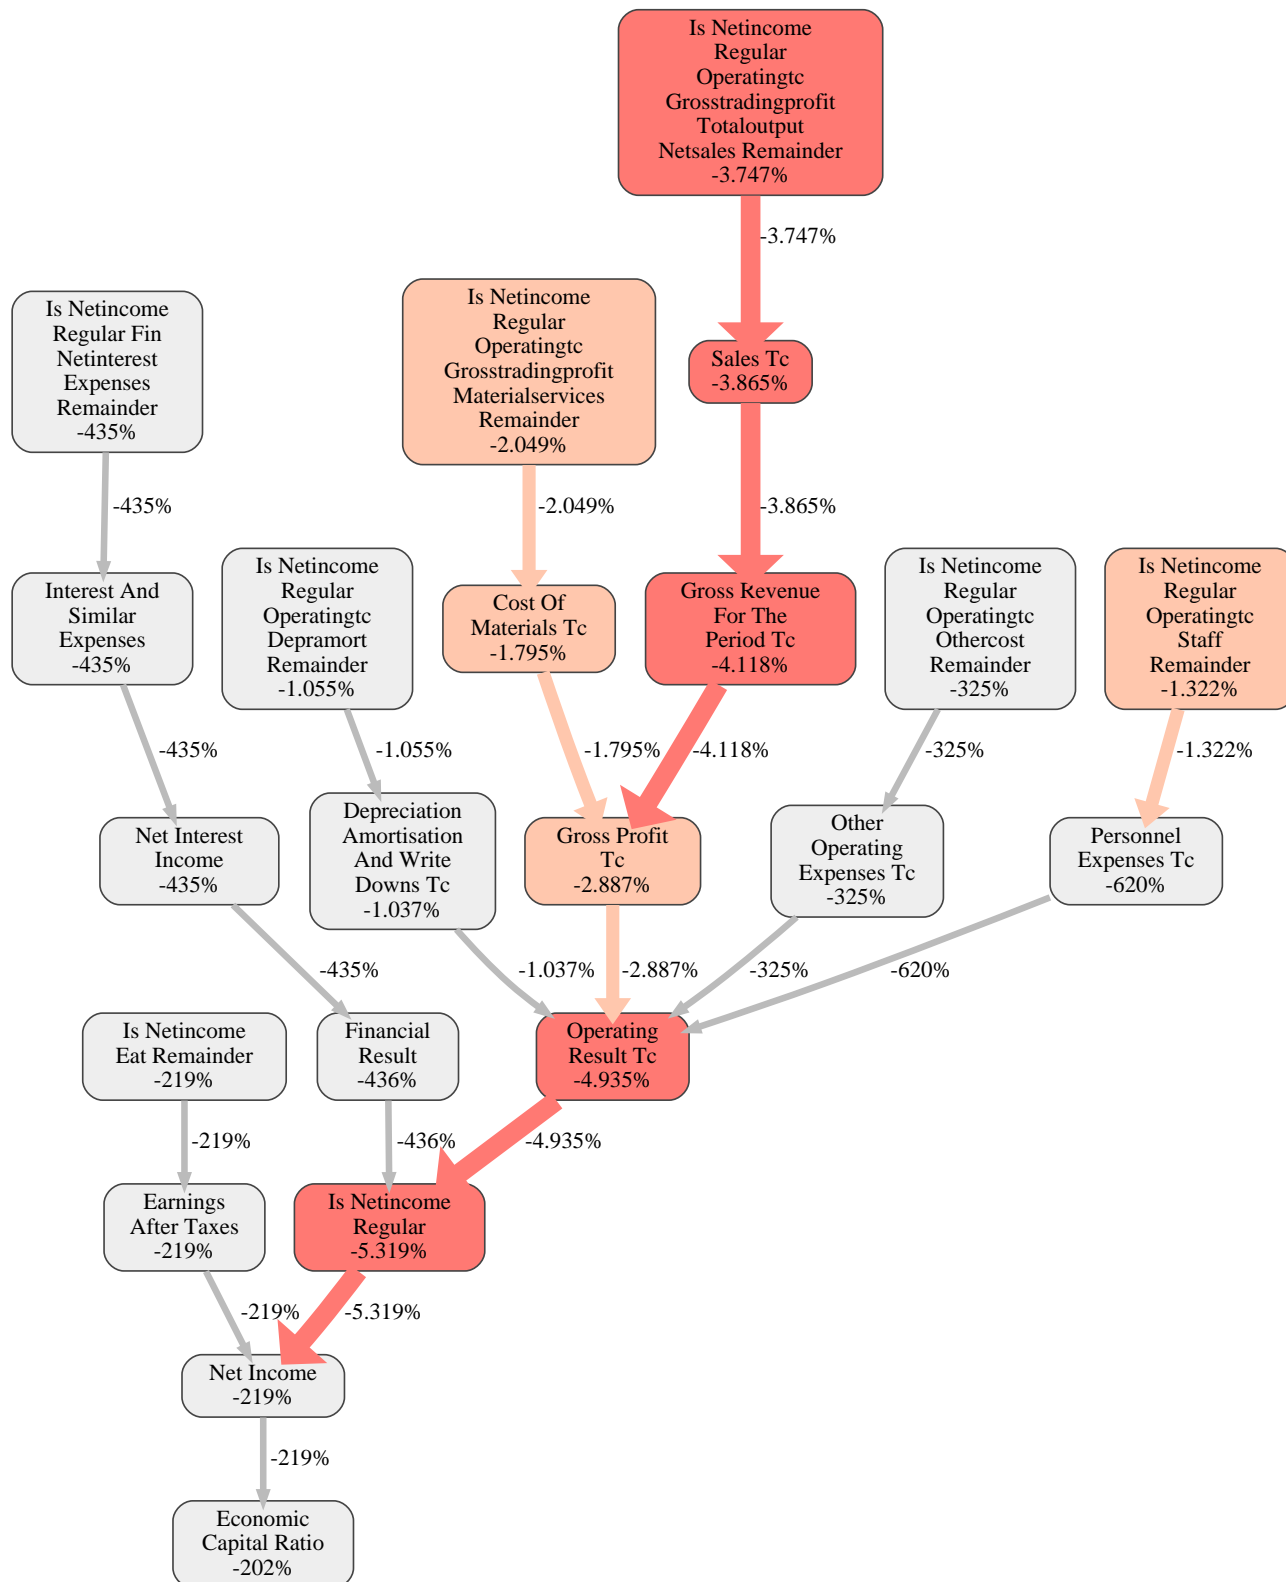 Is Netincome
Regular
Operatingtc
Grosstradingprofit
Totaloutput
Netsales Remainder
-3.747%
-3.747%
Is Netincome
Regular Fin
Netinterest
Expenses
Remainder
-435%
Is Netincome
Regular
Operatingtc
Grosstradingprofit
Materialservices
Remainder
-2.049%
Sales Tc
-3.865%
-435%
-2.049%
-3.865%
Interest And
Similar
Expenses
-435%
Is Netincome
Regular
Operatingtc
Depramort
Remainder
-1.055%
Cost Of
Materials Tc
-1.795%
Gross Revenue
For The
Period Tc
-4.118%
Is Netincome
Regular
Operatingtc
Othercost
Remainder
-325%
Is Netincome
Regular
Operatingtc
Staff
Remainder
-1.322%
-435%
-1.055%
-1.795%
-4.118%
-325%
-1.322%
Net Interest
Income
-435%
Depreciation
Amortisation
And Write
Downs Tc
-1.037%
Gross Profit
Tc
-2.887%
Other
Operating
Expenses Tc
-325%
Personnel
Expenses Tc
-620%
-435%
-1.037%
-2.887%
-325%
-620%
Is Netincome
Eat Remainder
-219%
Financial
Result
-436%
Operating
Result Tc
-4.935%
-219%
-436%
-4.935%
Earnings
After Taxes
-219%
Is Netincome
Regular
-5.319%
-219%
-5.319%
Net Income
-219%
-219%
Economic
Capital Ratio
-202%